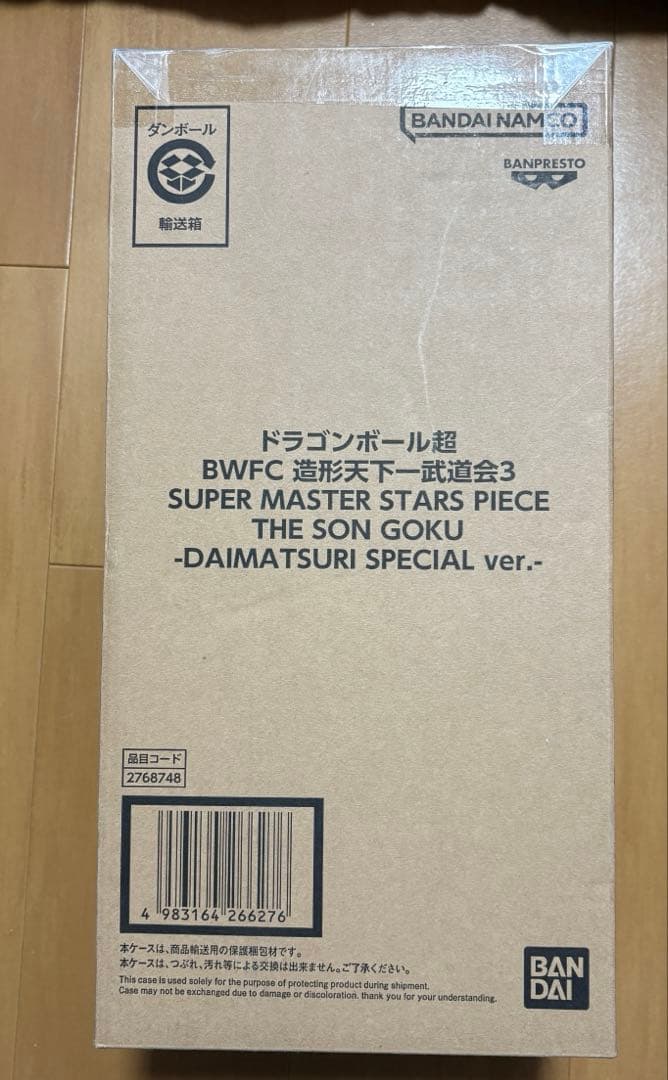 ダンボール
輸送箱
BANDAI NAMCO
BANPRESTO
ドラゴンボール超
BWFC 造形天下一武道会3
SUPER MASTER STARS PIECE
THE SON GOKU
-DAIMATSURI SPECIAL ver.-
品目コード
2768748
4 983164 266276
本ケースは、商品輸送用の保護梱包材です。
本ケースは、つぶれ、汚れ等による交換は出来ません。ご了承ください。
This case is used solely for the purpose of protecting product during shipment.
Case may not be exchanged due to damage or discoloration. thank you for your understanding.
BAN
DAI